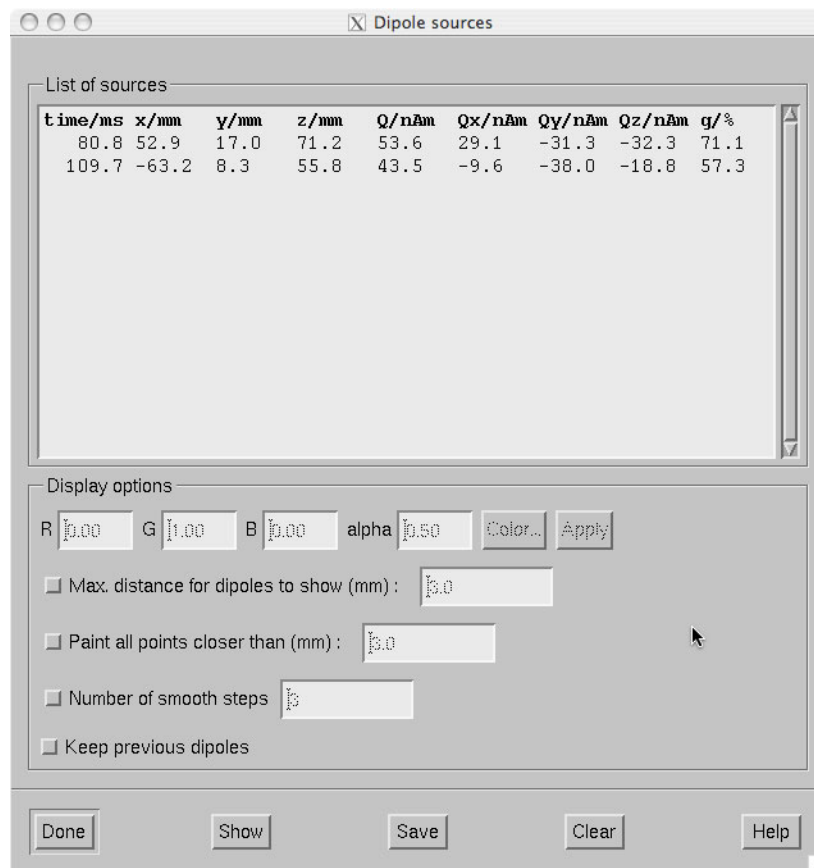 Dipole sources
List of sources
time/ms x/mm y/mm z/mm Q/nAm Qx/nAm Qy/nAm Qz/nAm g/%
80.8 52.9 17.0 71.2 53.6 29.1 -31.3 -32.3 71.1
109.7 -63.2 8.3 55.8 43.5 -9.6 -38.0 -18.8 57.3
Display options
R 0.00 G 1.00 B 0.00 alpha 0.50 Color... Apply
Max. distance for dipoles to show (mm) : 3.0
Paint all points closer than (mm) : 3.0
Number of smooth steps 3
Keep previous dipoles
Done Show Save Clear Help